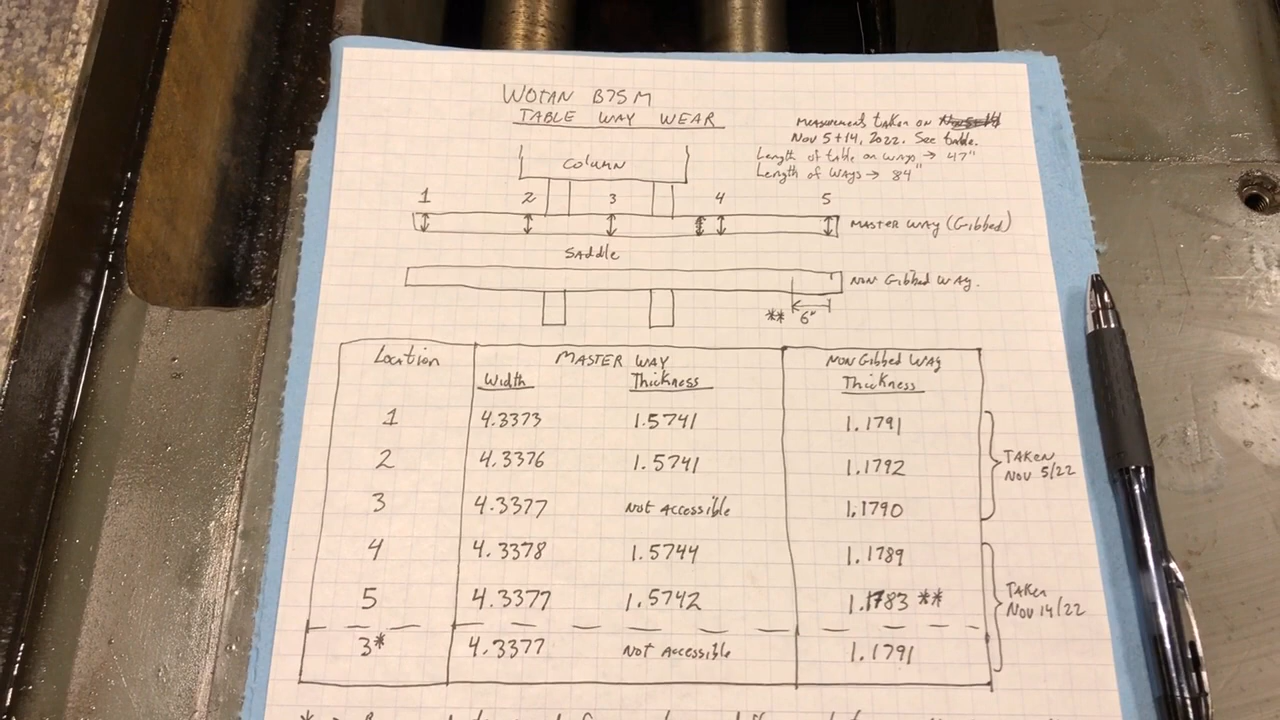 WOTAN B75M
TABLE WAY WEAR
Measurements taken on
Nov 5+14, 2022. See table.
Length of table on ways → 47"
Length of ways → 84"
COLUMN
1 2 3 4 5
MASTER WAY (Gibbed)
Saddle
NON Gibbed WAY.
** 6"
Location MASTER WAY NON Gibbed WAY
Width Thickness Thickness
1 4.3373 1.5741 1.1791
2 4.3376 1.5741 1.1792
TAKEN
Nov 5/22
3 4.3377 Not Accessible 1.1790
4 4.3378 1.5744 1.1789
5 4.3377 1.5742 1.1783 **
TAKEN
Nov 14/22
3* 4.3377 Not Accessible 1.1791